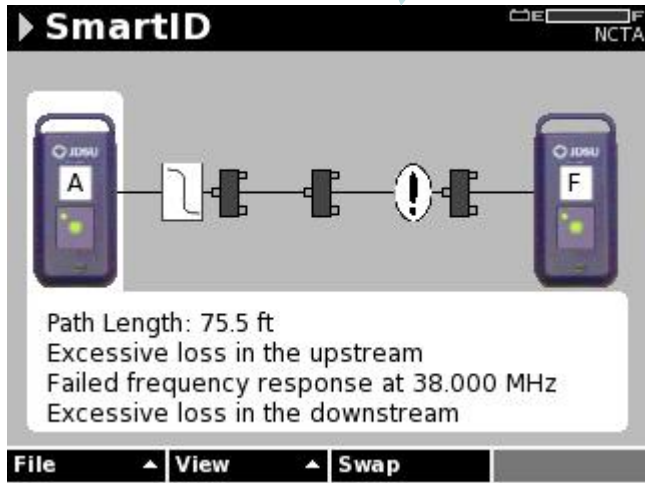 SmartID
E F
NCTA
JDSU JDSU
A F
Path Length: 75.5 ft
Excessive loss in the upstream
Failed frequency response at 38.000 MHz
Excessive loss in the downstream
File View Swap